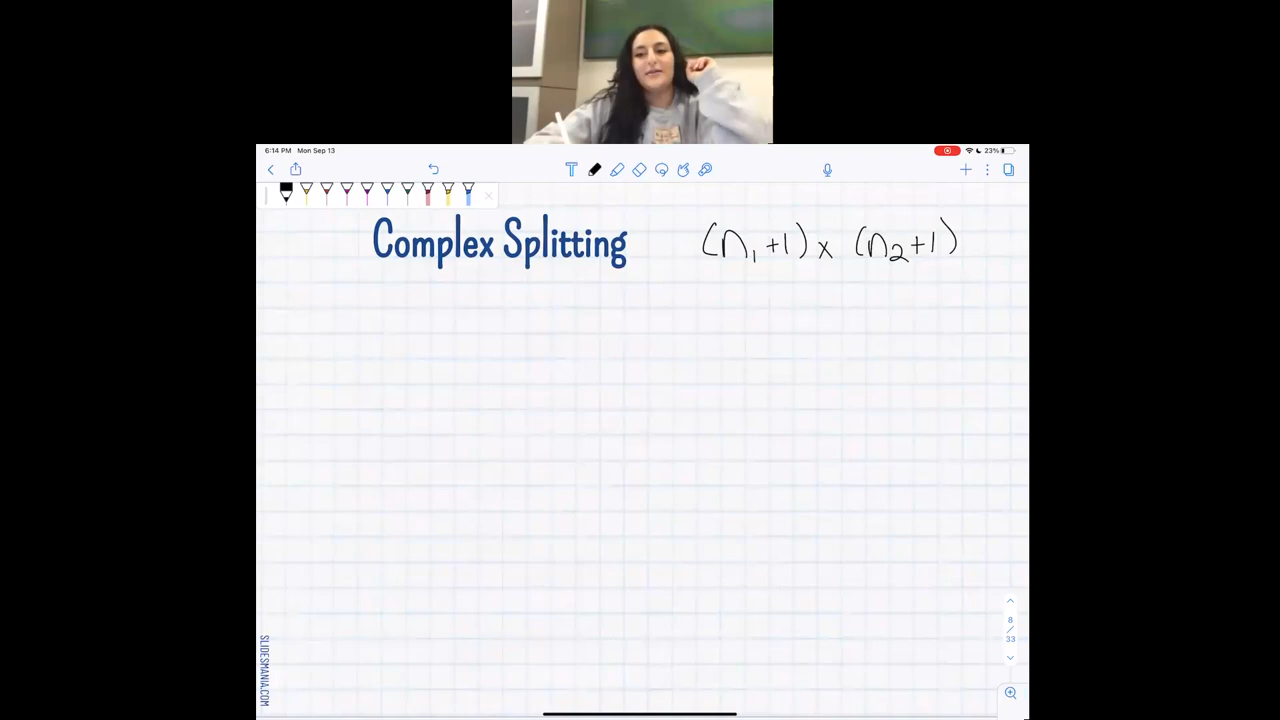 6:14 PM Mon Sep 13
23%
T
Complex Splitting (n₁+1) x (n₂+1)
8
/
33
SLIDESMANIA.COM